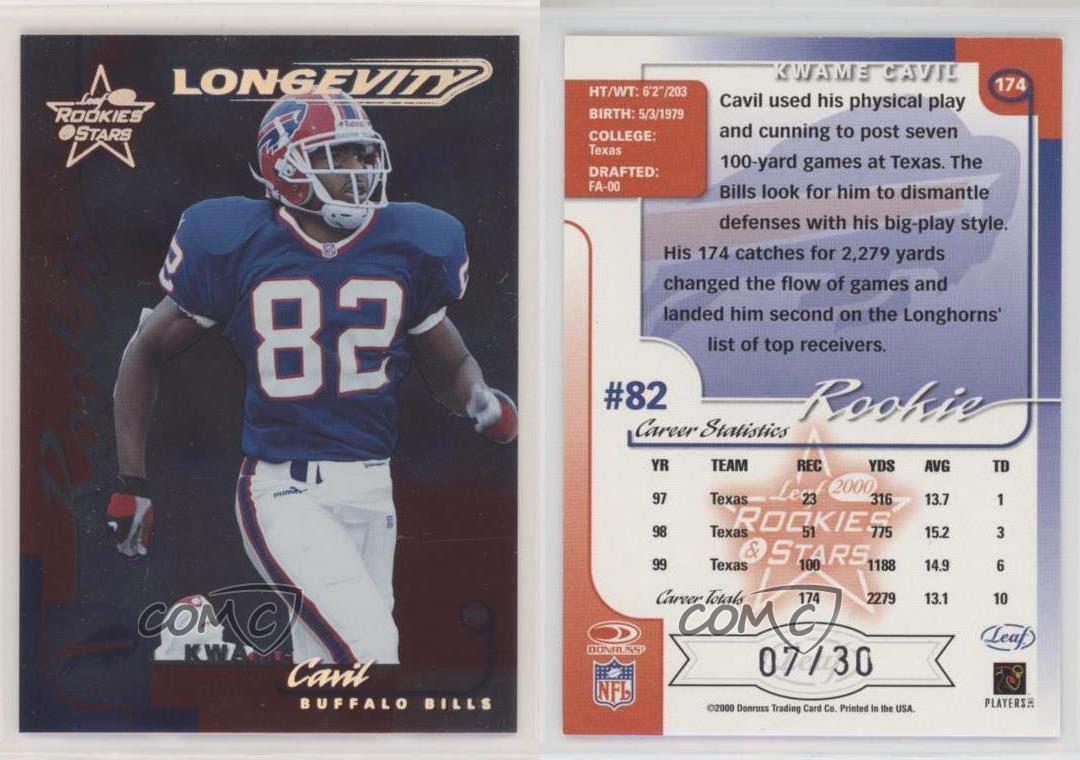 LONGEVITY
Leaf
ROOKIES
& STARS
82
82
82
KWAME
Cavil
BUFFALO BILLS
COMC
KWAME CAVIL
174
HT/WT: 6'2"/203
BIRTH: 5/3/1979
COLLEGE:
Texas
DRAFTED:
FA-00
Cavil used his physical play
and cunning to post seven
100-yard games at Texas. The
Bills look for him to dismantle
defenses with his big-play style.
His 174 catches for 2,279 yards
changed the flow of games and
landed him second on the Longhorns'
list of top receivers.
#82
Rookie
Career Statistics
YR TEAM REC YDS AVG TD
97 Texas 23 316 13.7 1
98 Texas 51 775 15.2 3
99 Texas 100 1188 14.9 6
Career Totals 174 2279 13.1 10
Leaf 2000
ROOKIES
& STARS
COMC
DONRUSS
NFL
07/30
Leaf
PLAYERS INC
©2000 Donruss Trading Card Co. Printed in the USA.